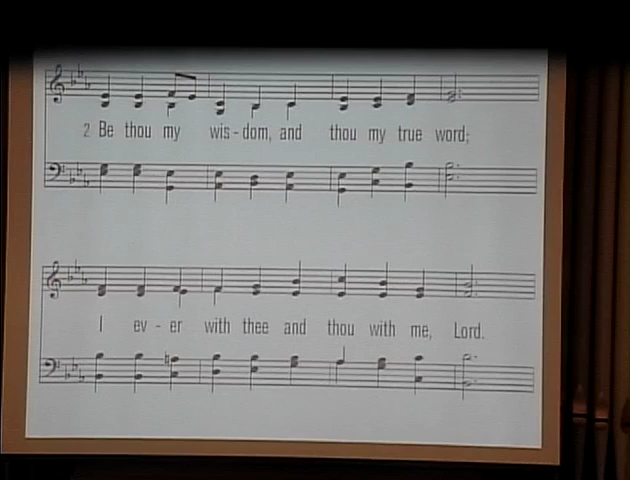 2 Be thou my wis - dom, and thou my true word;
I ev - er with thee and thou with me, Lord.